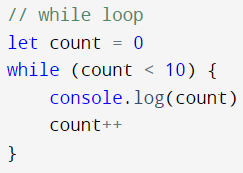 // while loop
let count = 0
while (count < 10) {
    console.log(count)
    count++
}